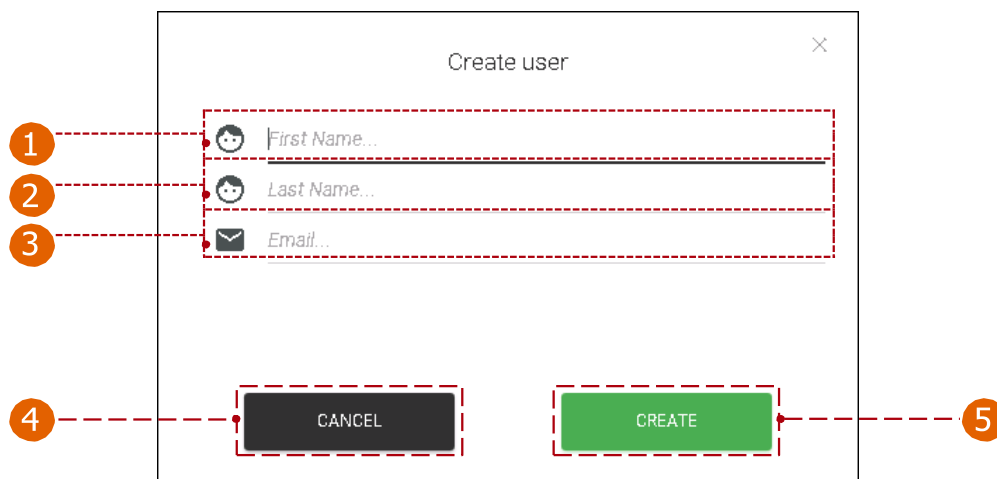 Create user
1
First Name...
2
Last Name...
3
Email...
4
CANCEL
CREATE
5